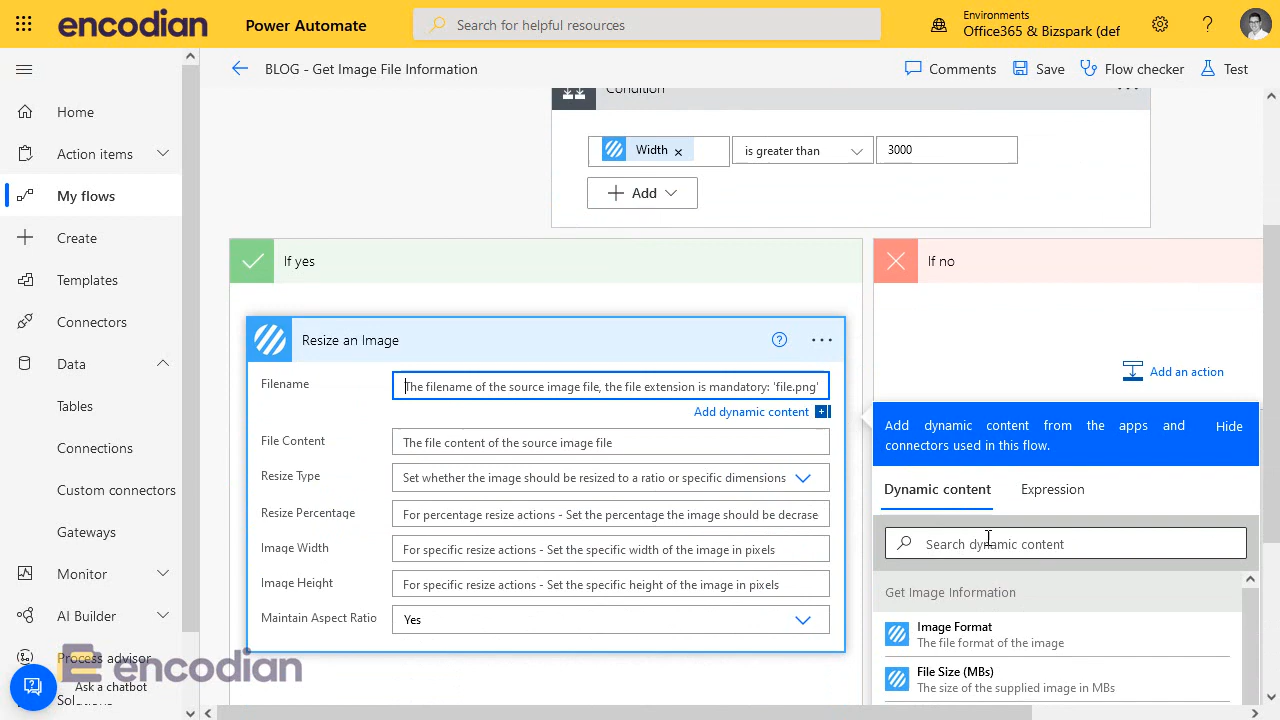 encodian
Power Automate
Search for helpful resources
Environments
Office365 & Bizspark (def
BLOG - Get Image File Information
Comments
Save
Flow checker
Test
Home
Action items
My flows
Create
Templates
Connectors
Data
Tables
Connections
Custom connectors
Gateways
Monitor
AI Builder
Process advisor
Ask a chatbot
Solutions
Condition
Width
is greater than
3000
Add
If yes
Resize an Image
Filename
The filename of the source image file, the file extension is mandatory: 'file.png'
Add dynamic content
File Content
The file content of the source image file
Resize Type
Set whether the image should be resized to a ratio or specific dimensions
Resize Percentage
For percentage resize actions - Set the percentage the image should be decrase
Image Width
For specific resize actions - Set the specific width of the image in pixels
Image Height
For specific resize actions - Set the specific height of the image in pixels
Maintain Aspect Ratio
Yes
If no
Add an action
Add dynamic content from the apps and
connectors used in this flow.
Hide
Dynamic content
Expression
Search dynamic content
Get Image Information
Image Format
The file format of the image
File Size (MBs)
The size of the supplied image in MBs
encodian